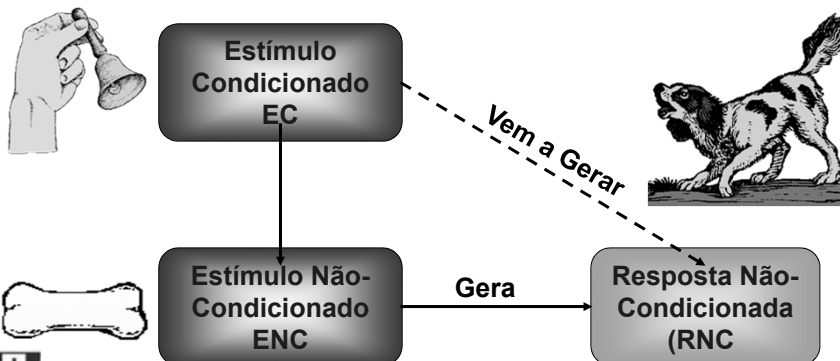 Estímulo
Condicionado
EC
Vem a Gerar
Estímulo Não-
Condicionado
ENC
Gera
Resposta Não-
Condicionada
(RNC